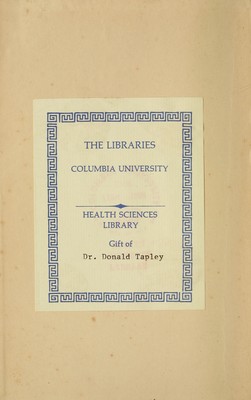 THE LIBRARIES
COLUMBIA UNIVERSITY
HEALTH SCIENCES
LIBRARY
Gift of
Dr. Donald Tapley